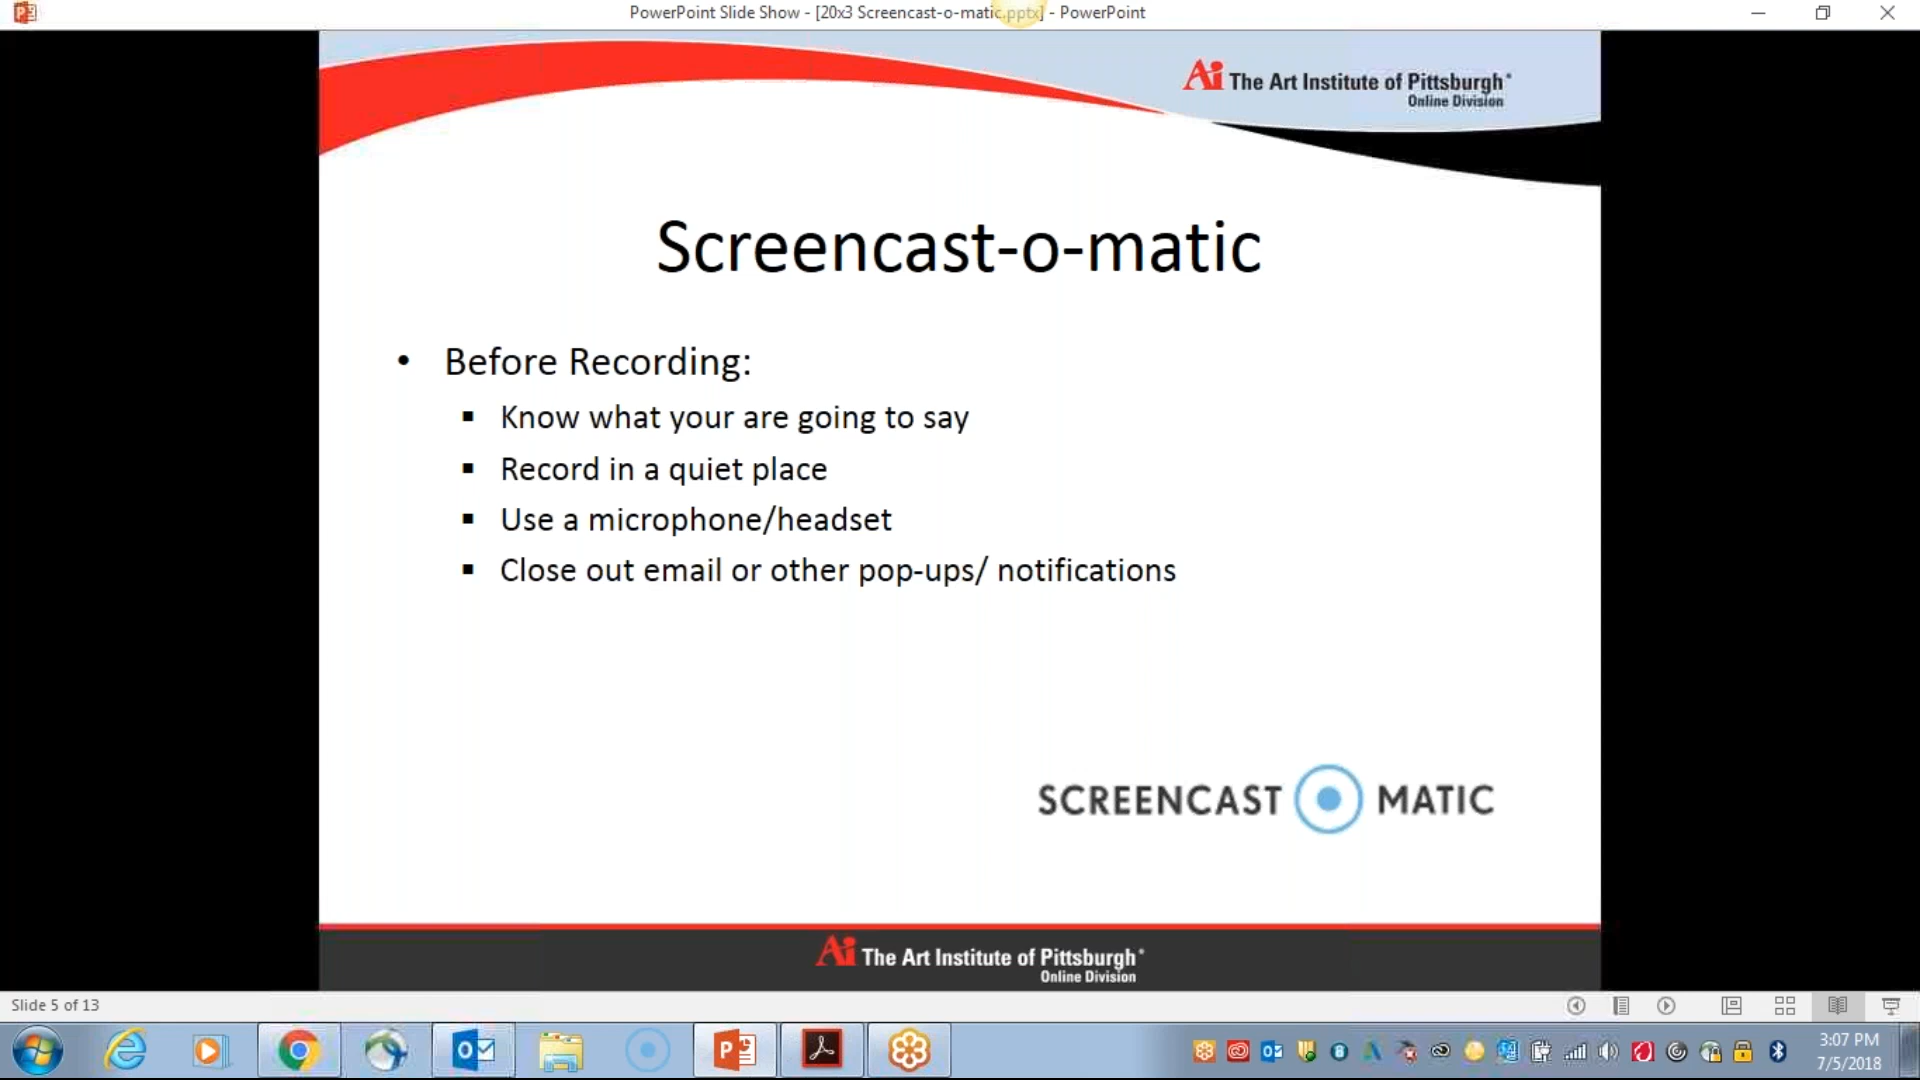 PowerPoint Slide Show - [20x3 Screencast-o-matic.pptx] - PowerPoint
Ai The Art Institute of Pittsburgh®
Online Division
Screencast-o-matic
• Before Recording:
▪ Know what your are going to say
▪ Record in a quiet place
▪ Use a microphone/headset
▪ Close out email or other pop-ups/ notifications
SCREENCAST MATIC
Ai The Art Institute of Pittsburgh®
Online Division
Slide 5 of 13
3:07 PM
7/5/2018